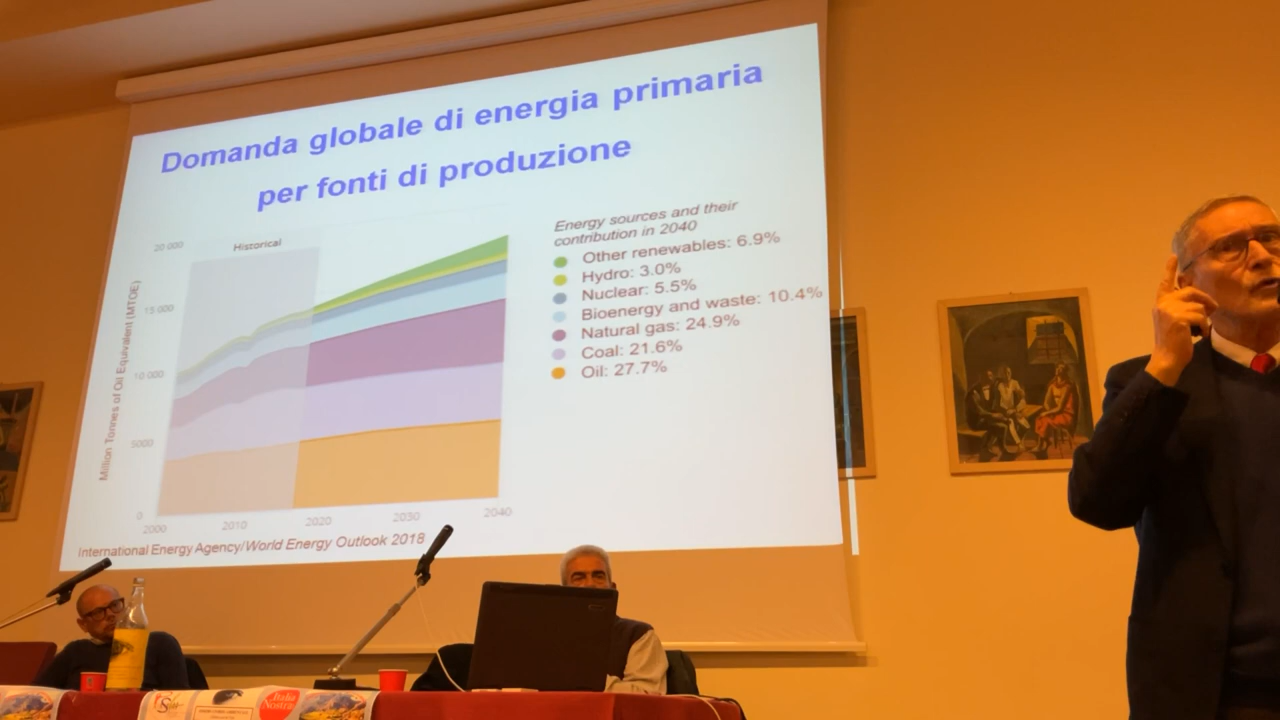 Domanda globale di energia primaria
per fonti di produzione
Energy sources and their
contribution in 2040
Other renewables: 6.9%
Hydro: 3.0%
Nuclear: 5.5%
Bioenergy and waste: 10.4%
Natural gas: 24.9%
Coal: 21.6%
Oil: 27.7%
Million Tonnes of Oil Equivalent (MTOE)
20 000
Historical
15 000
10 000
5000
0
2000
2010
2020
2030
2040
International Energy Agency/World Energy Outlook 2018
Italia
Nostra